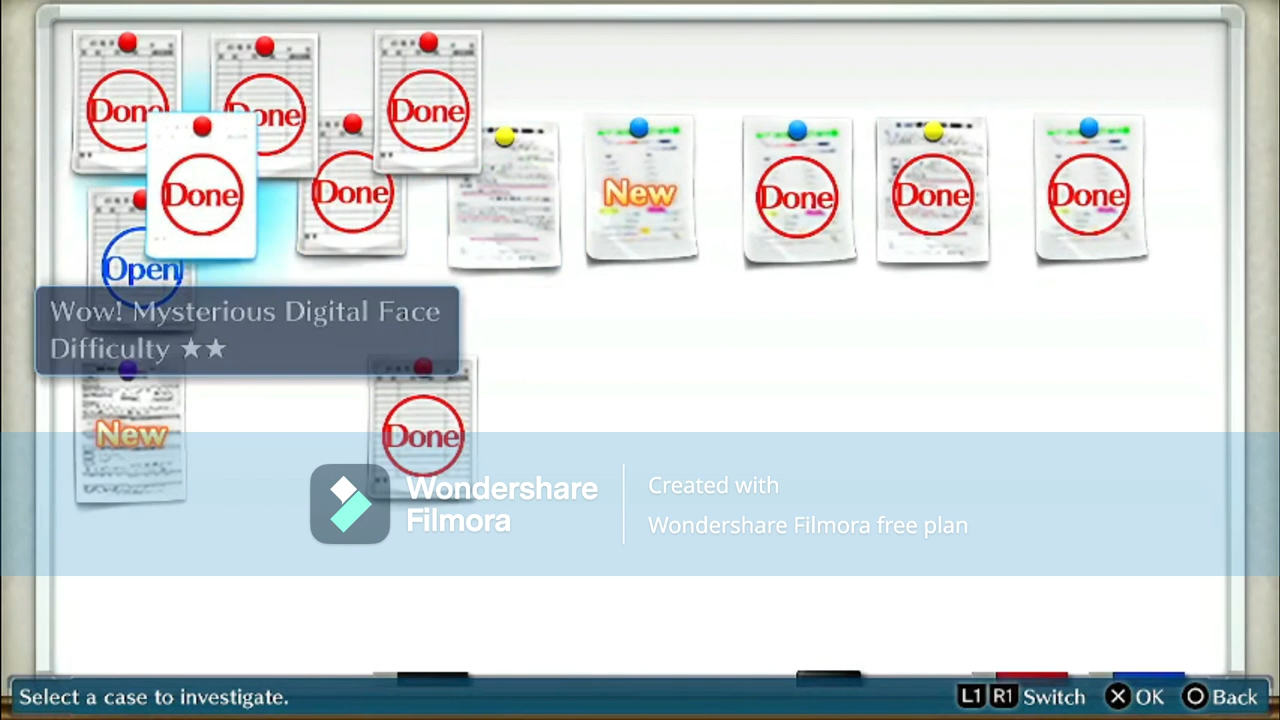 Done
Done
Done
Done
Done
New
Done
Done
Done
Open
Wow! Mysterious Digital Face
Difficulty ★★
New
Done
Wondershare
Filmora
Created with
Wondershare Filmora free plan
Select a case to investigate.
L1 R1 Switch
OK
Back